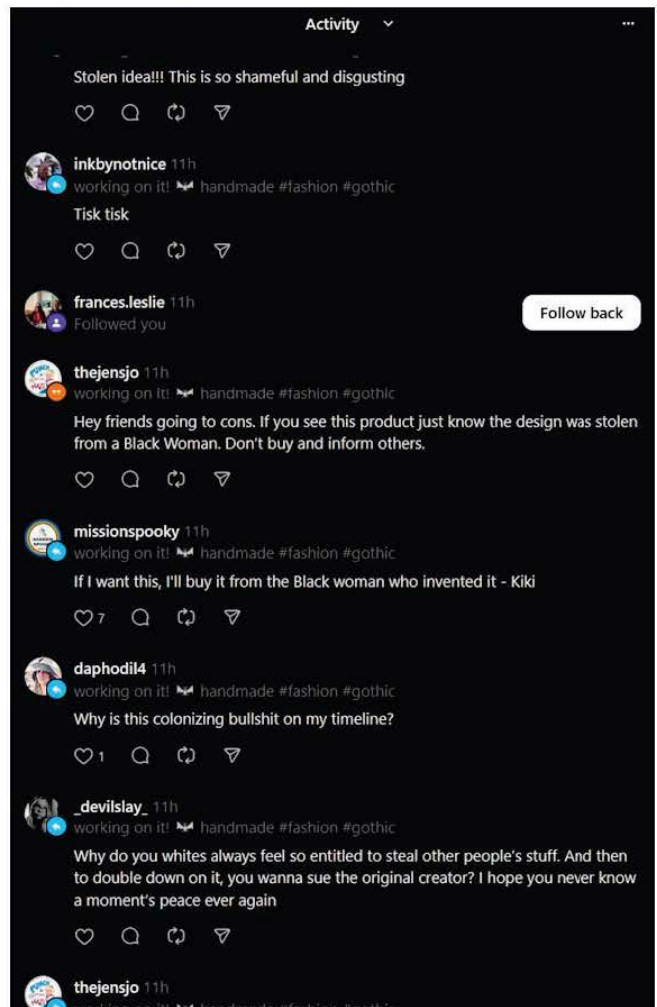 Activity
Stolen idea!!! This is so shameful and disgusting
inkbynotnice 11h
working on it! handmade #fashion #gothic
Tisk tisk
frances.leslie 11h
Followed you
Follow back
thejensjo 11h
working on it! handmade #fashion #gothic
Hey friends going to cons. If you see this product just know the design was stolen
from a Black Woman. Don't buy and inform others.
missionspooky 11h
working on it! handmade #fashion #gothic
If I want this, I'll buy it from the Black woman who invented it - Kiki
7
daphodil4 11h
working on it! handmade #fashion #gothic
Why is this colonizing bullshit on my timeline?
1
_devilslay_ 11h
working on it! handmade #fashion #gothic
Why do you whites always feel so entitled to steal other people's stuff. And then
to double down on it, you wanna sue the original creator? I hope you never know
a moment's peace ever again
thejensjo 11h